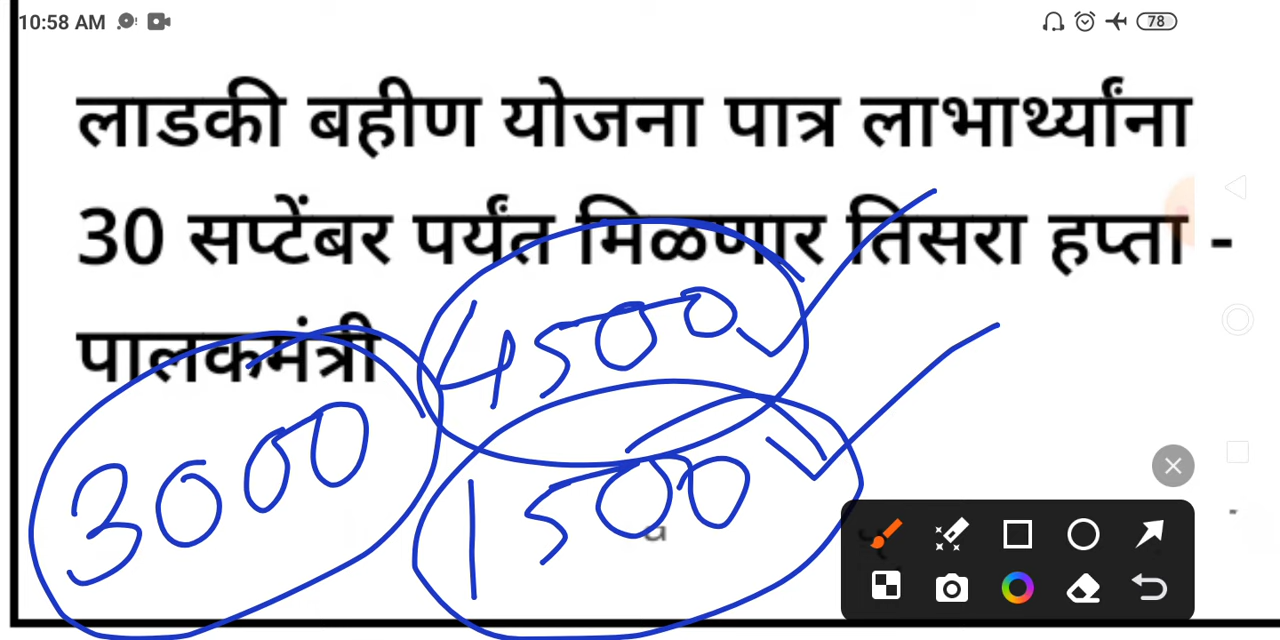 10:58 AM
78
लाडकी बहीण योजना पात्र लाभार्थ्यांना
30 सप्टेंबर पर्यंत मिळणार तिसरा हप्ता -
पालकमंत्री
4500
3000
1500